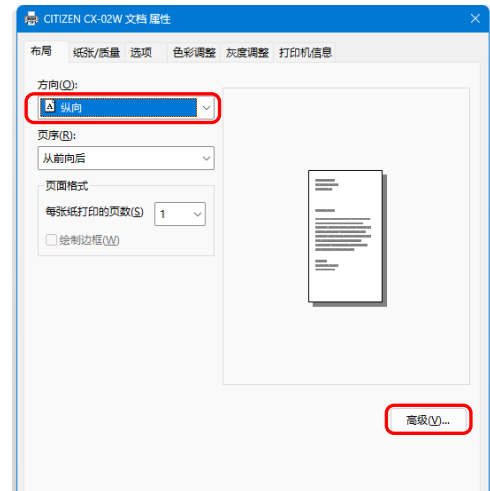 CITIZEN CX-02W 文档 属性
布局 纸张/质量 选项 色彩调整 灰度调整 打印机信息
方向(O):
A 纵向
页序(R):
从前向后
页面格式
每张纸打印的页数(S) 1
绘制边框(W)
高级(V)...